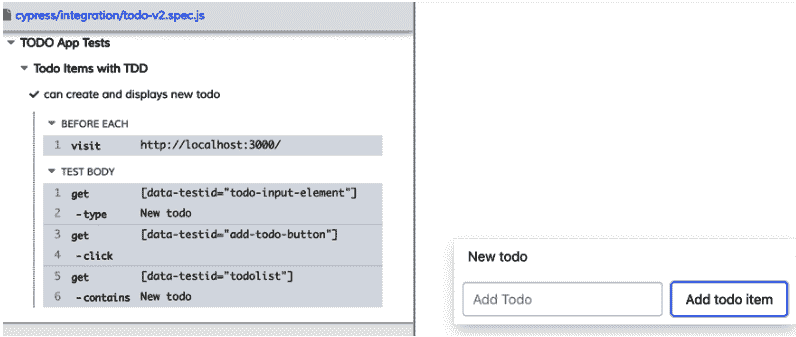 cypress/integration/todo-v2.spec.js
TODO App Tests
Todo Items with TDD
can create and displays new todo
BEFORE EACH
1 visit http://localhost:3000/
TEST BODY
1 get [data-testid="todo-input-element"]
2 -type New todo
3 get [data-testid="add-todo-button"]
4 -click
5 get [data-testid="todolist"]
6 -contains New todo
New todo
Add Todo Add todo item